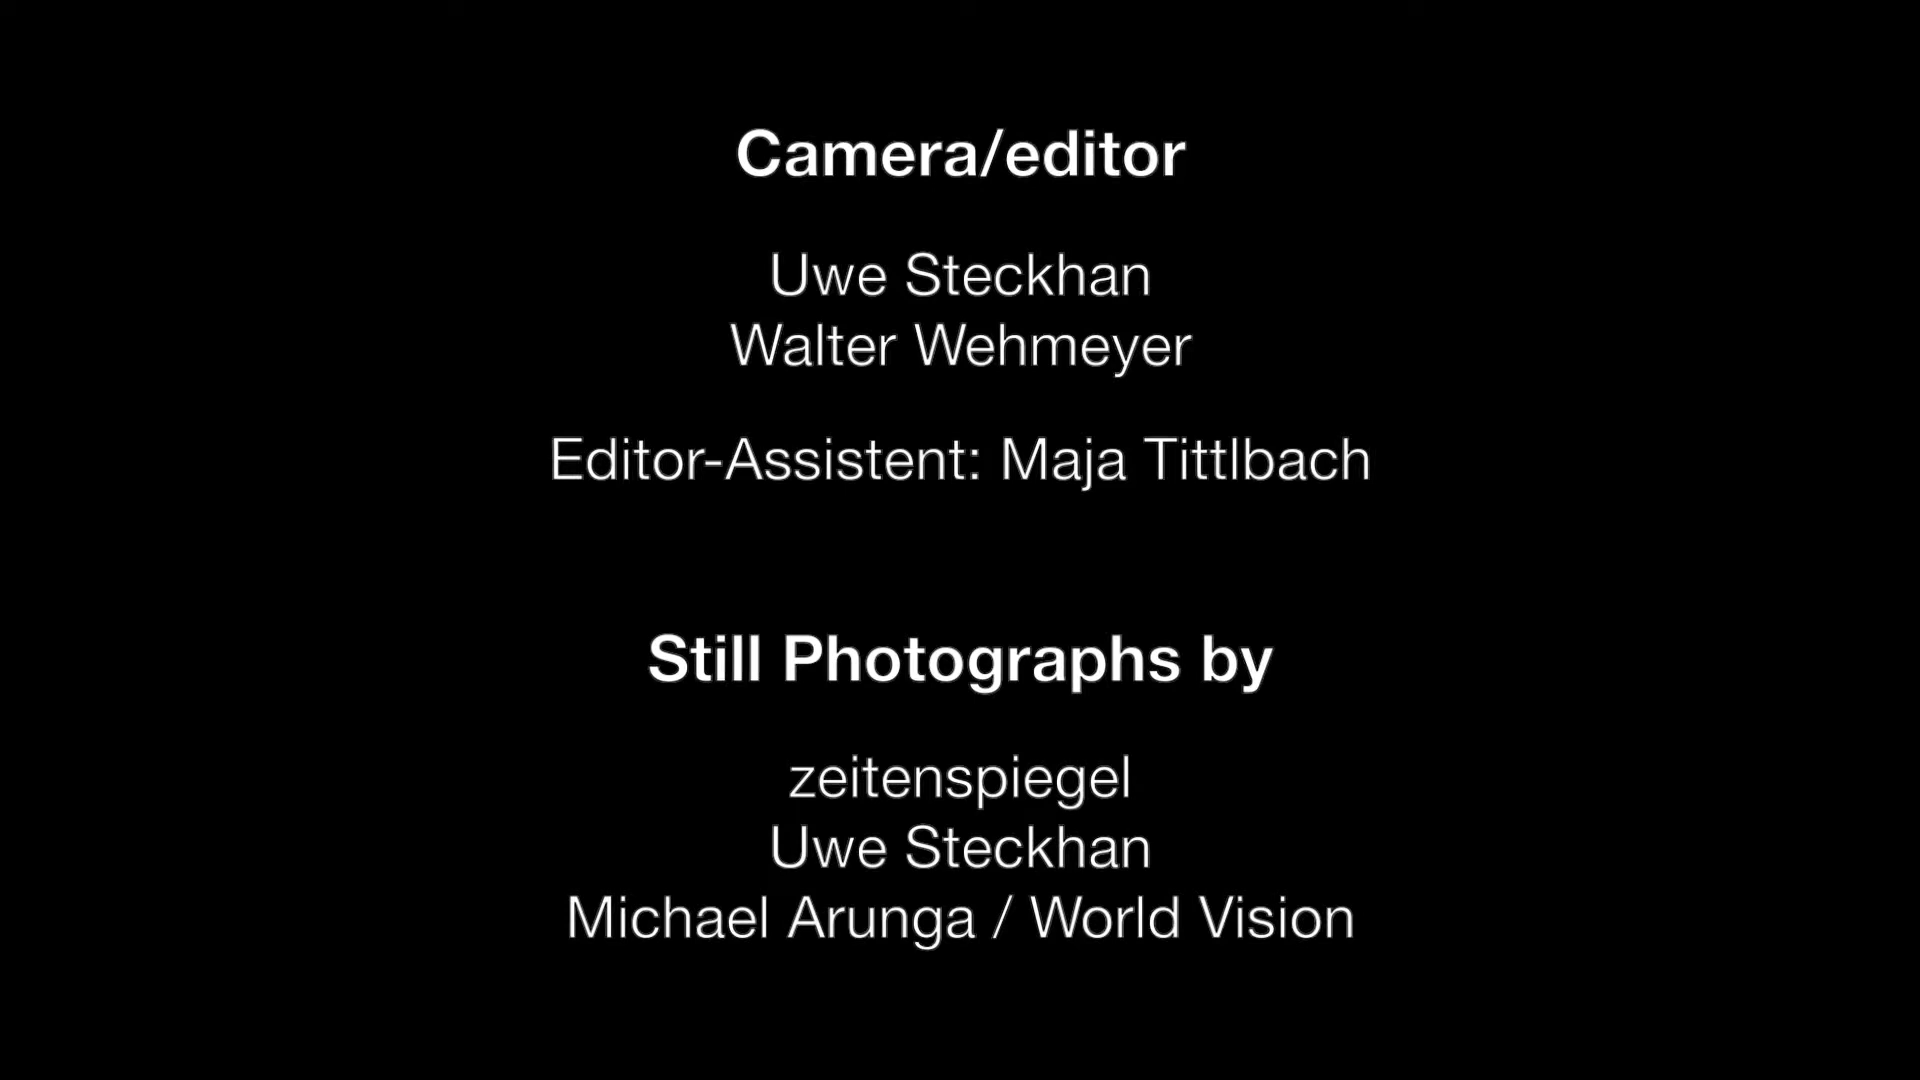 Camera/editor
Uwe Steckhan
Walter Wehmeyer
Editor-Assistent: Maja Tittlbach
Still Photographs by
zeitenspiegel
Uwe Steckhan
Michael Arunga / World Vision